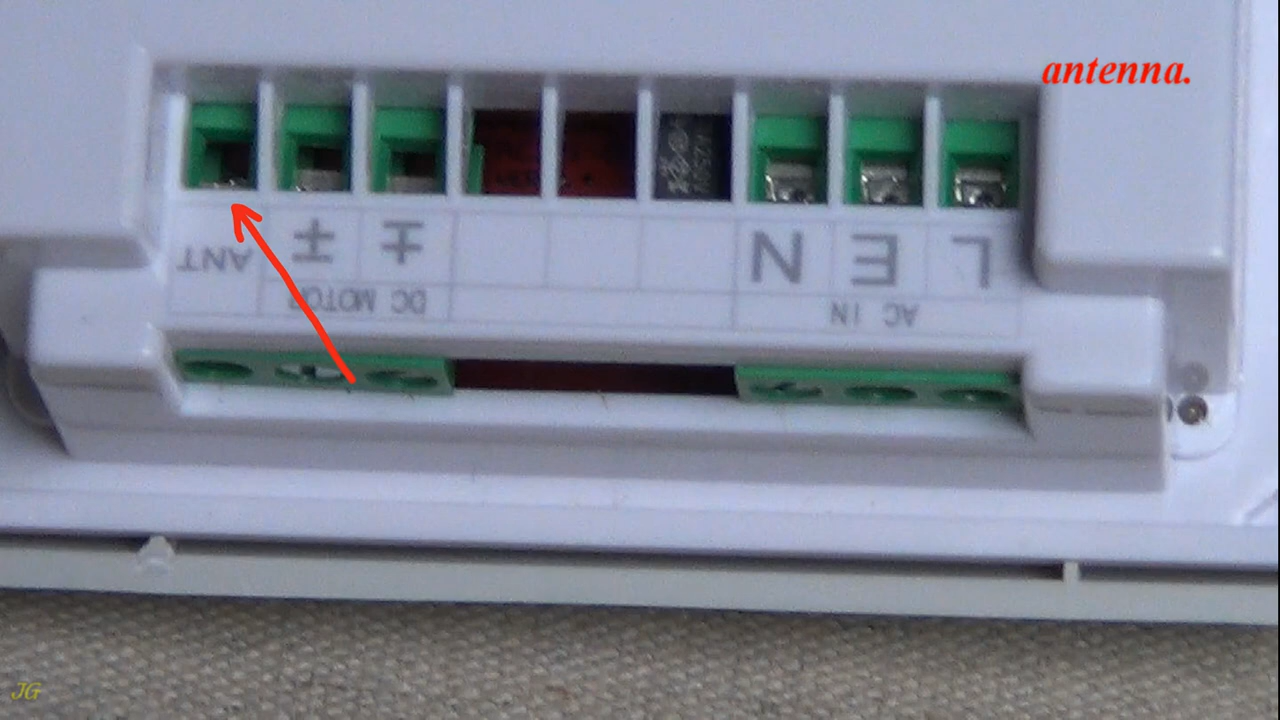 antenna.
ANT
∓ ±
DC MOTOR
N E L
AC IN
JG